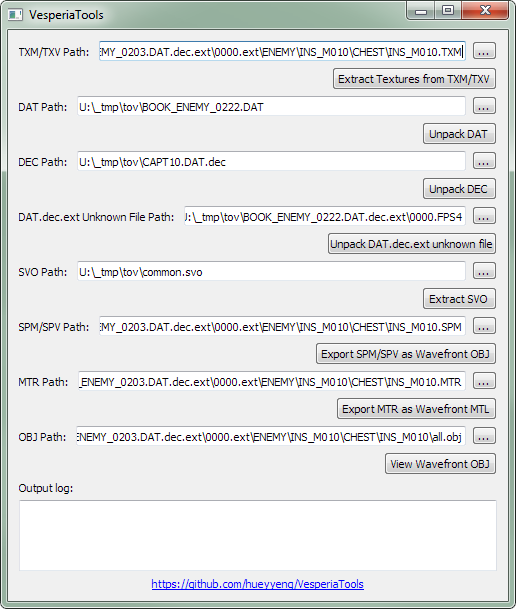 VesperiaTools
TXM/TXV Path: EMY_0203.DAT.dec.ext\0000.ext\ENEMY\INS_M010\CHEST\INS_M010.TXM ...
Extract Textures from TXM/TXV
DAT Path: U:\_tmp\tov\BOOK_ENEMY_0222.DAT ...
Unpack DAT
DEC Path: U:\_tmp\tov\CAPT10.DAT.dec ...
Unpack DEC
DAT.dec.ext Unknown File Path: U:\_tmp\tov\BOOK_ENEMY_0222.DAT.dec.ext\0000.FPS4 ...
Unpack DAT.dec.ext unknown file
SVO Path: U:\_tmp\tov\common.svo ...
Extract SVO
SPM/SPV Path: EMY_0203.DAT.dec.ext\0000.ext\ENEMY\INS_M010\CHEST\INS_M010.SPM ...
Export SPM/SPV as Wavefront OBJ
MTR Path: _ENEMY_0203.DAT.dec.ext\0000.ext\ENEMY\INS_M010\CHEST\INS_M010.MTR ...
Export MTR as Wavefront MTL
OBJ Path: ENEMY_0203.DAT.dec.ext\0000.ext\ENEMY\INS_M010\CHEST\INS_M010\all.obj ...
View Wavefront OBJ
Output log:
https://github.com/hueyyeng/VesperiaTools